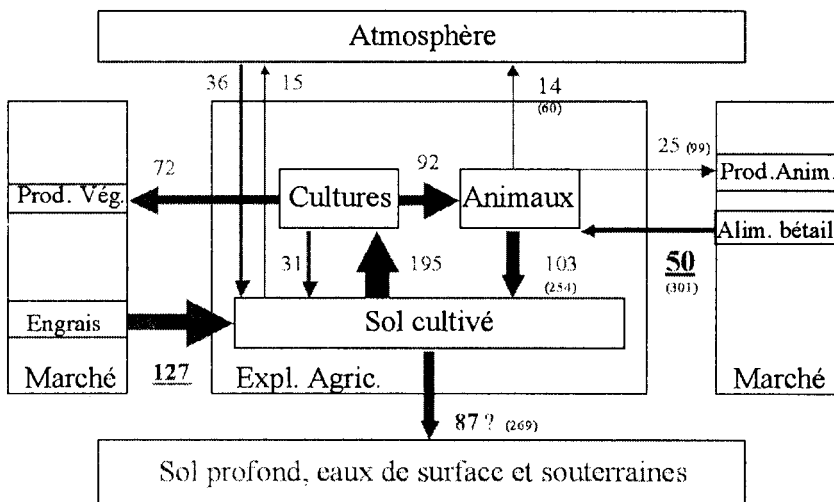 Atmosphère
36
15
14
(60)
72
92
25 (99)
Prod. Vég.
Cultures
Animaux
Prod.Anim.
Alim. bétail
31
195
103
(254)
50
(301)
Engrais
Sol cultivé
Marché
127
Expl. Agric.
Marché
87 ? (269)
Sol profond, eaux de surface et souterraines